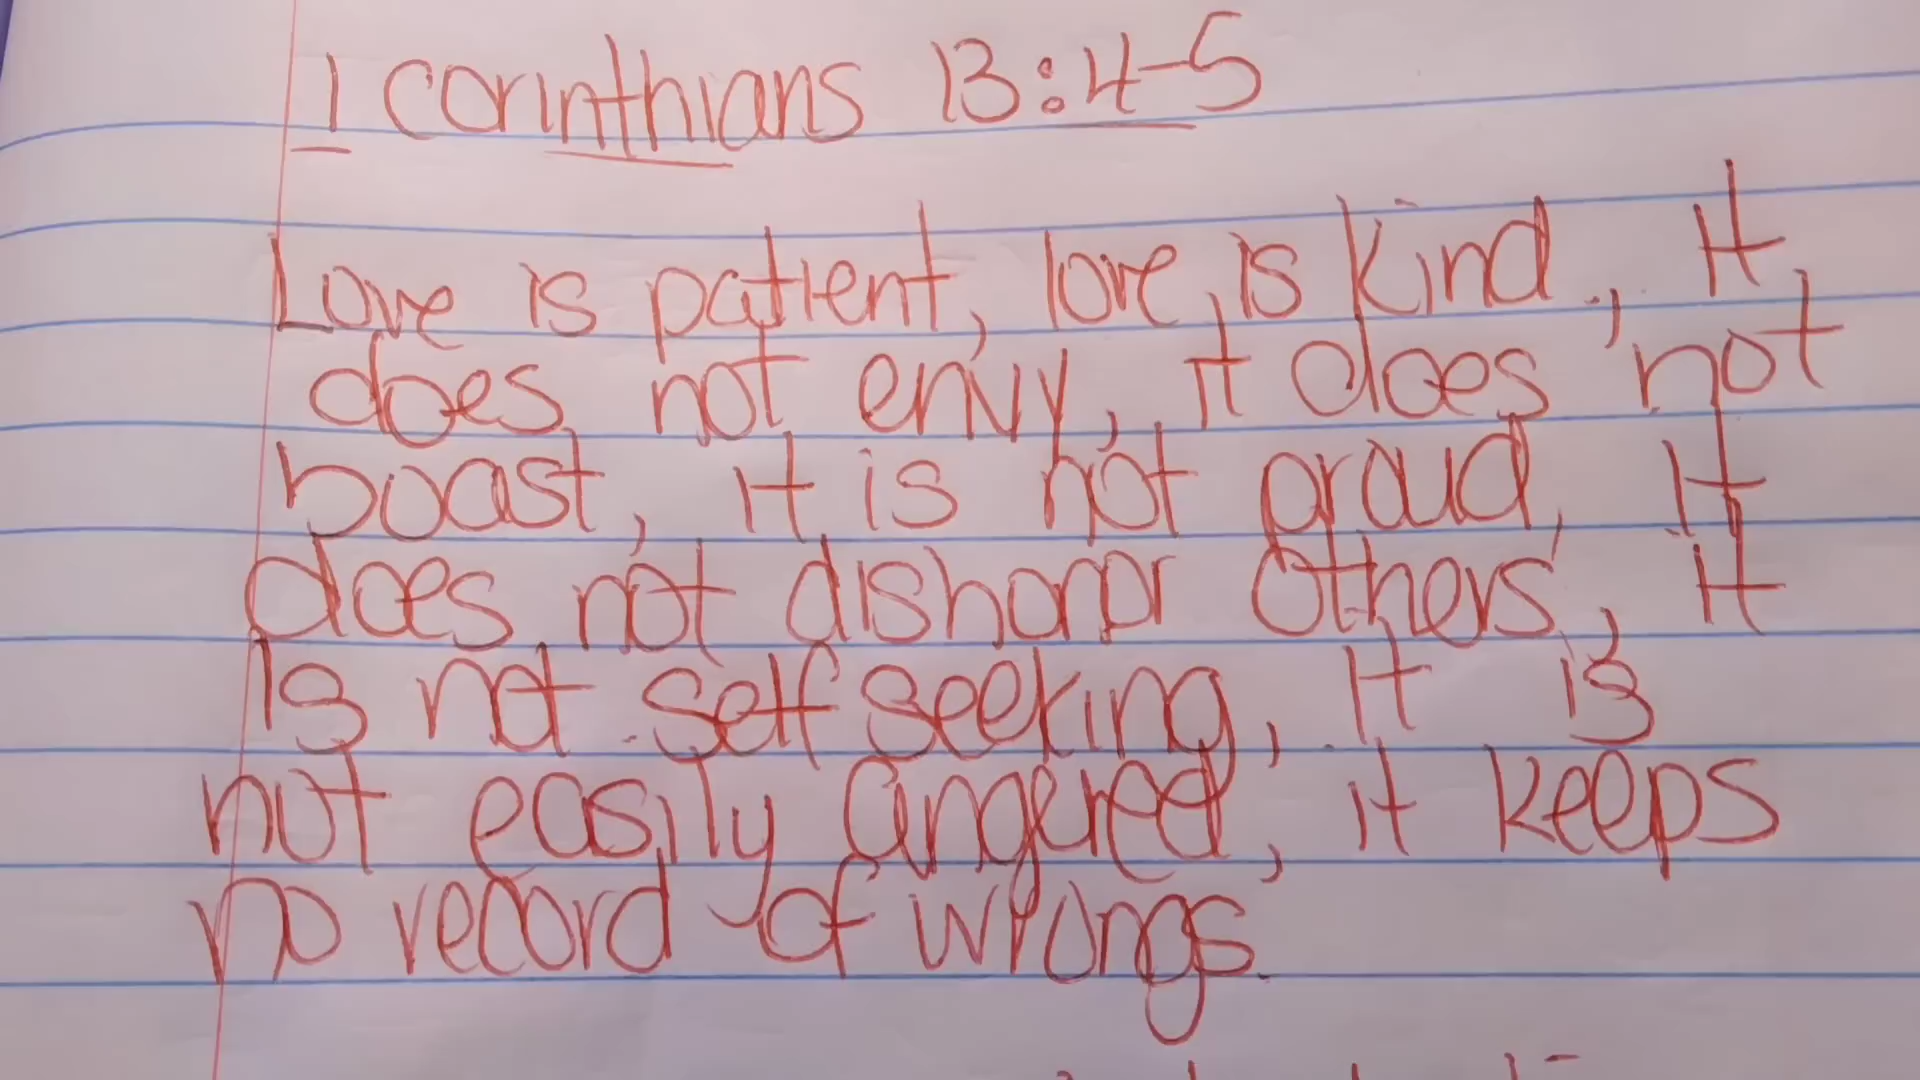 1 Corinthians 13:4-5
Love is patient, love is kind, It
does not envy, it does not
boast, it is not proud, It
does not dishonor others, it
is not self seeking, it is
not easily angered, it keeps
no record of wrongs.